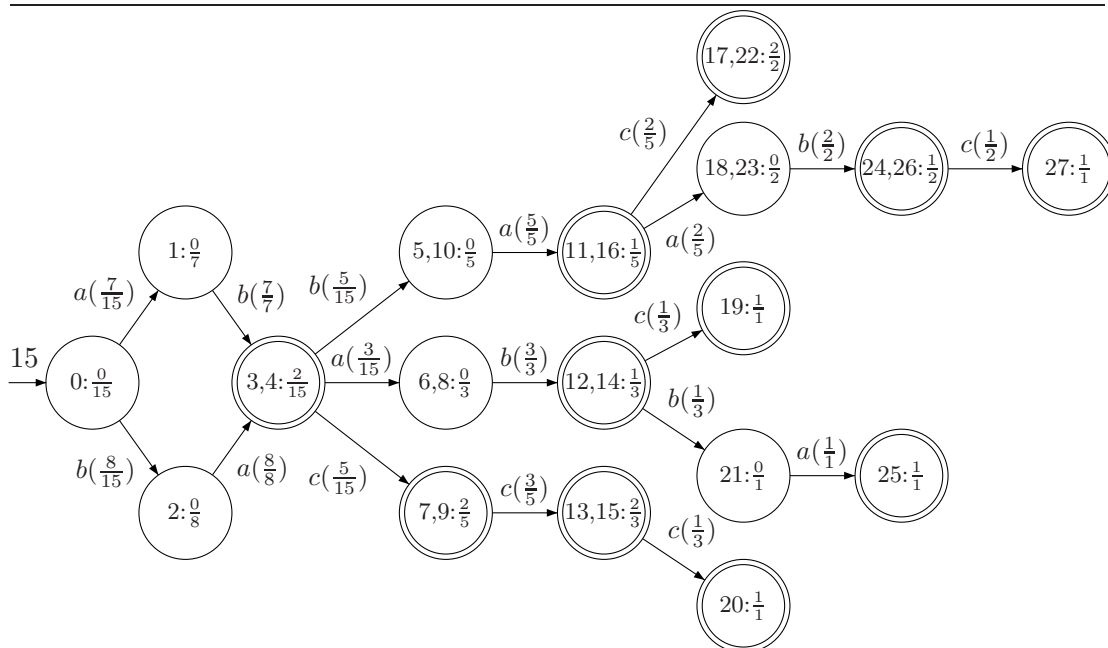 17,22:2/2
c(2/5)
18,23:0/2
b(2/2)
24,26:1/2
c(1/2)
27:1/1
a(2/5)
1:0/7
5,10:0/5
a(5/5)
11,16:1/5
a(7/15)
b(7/7)
b(5/15)
c(1/3)
19:1/1
15
0:0/15
3,4:2/15
a(3/15)
6,8:0/3
b(3/3)
12,14:1/3
b(1/3)
b(8/15)
a(8/8)
c(5/15)
21:0/1
a(1/1)
25:1/1
2:0/8
7,9:2/5
c(3/5)
13,15:2/3
c(1/3)
20:1/1